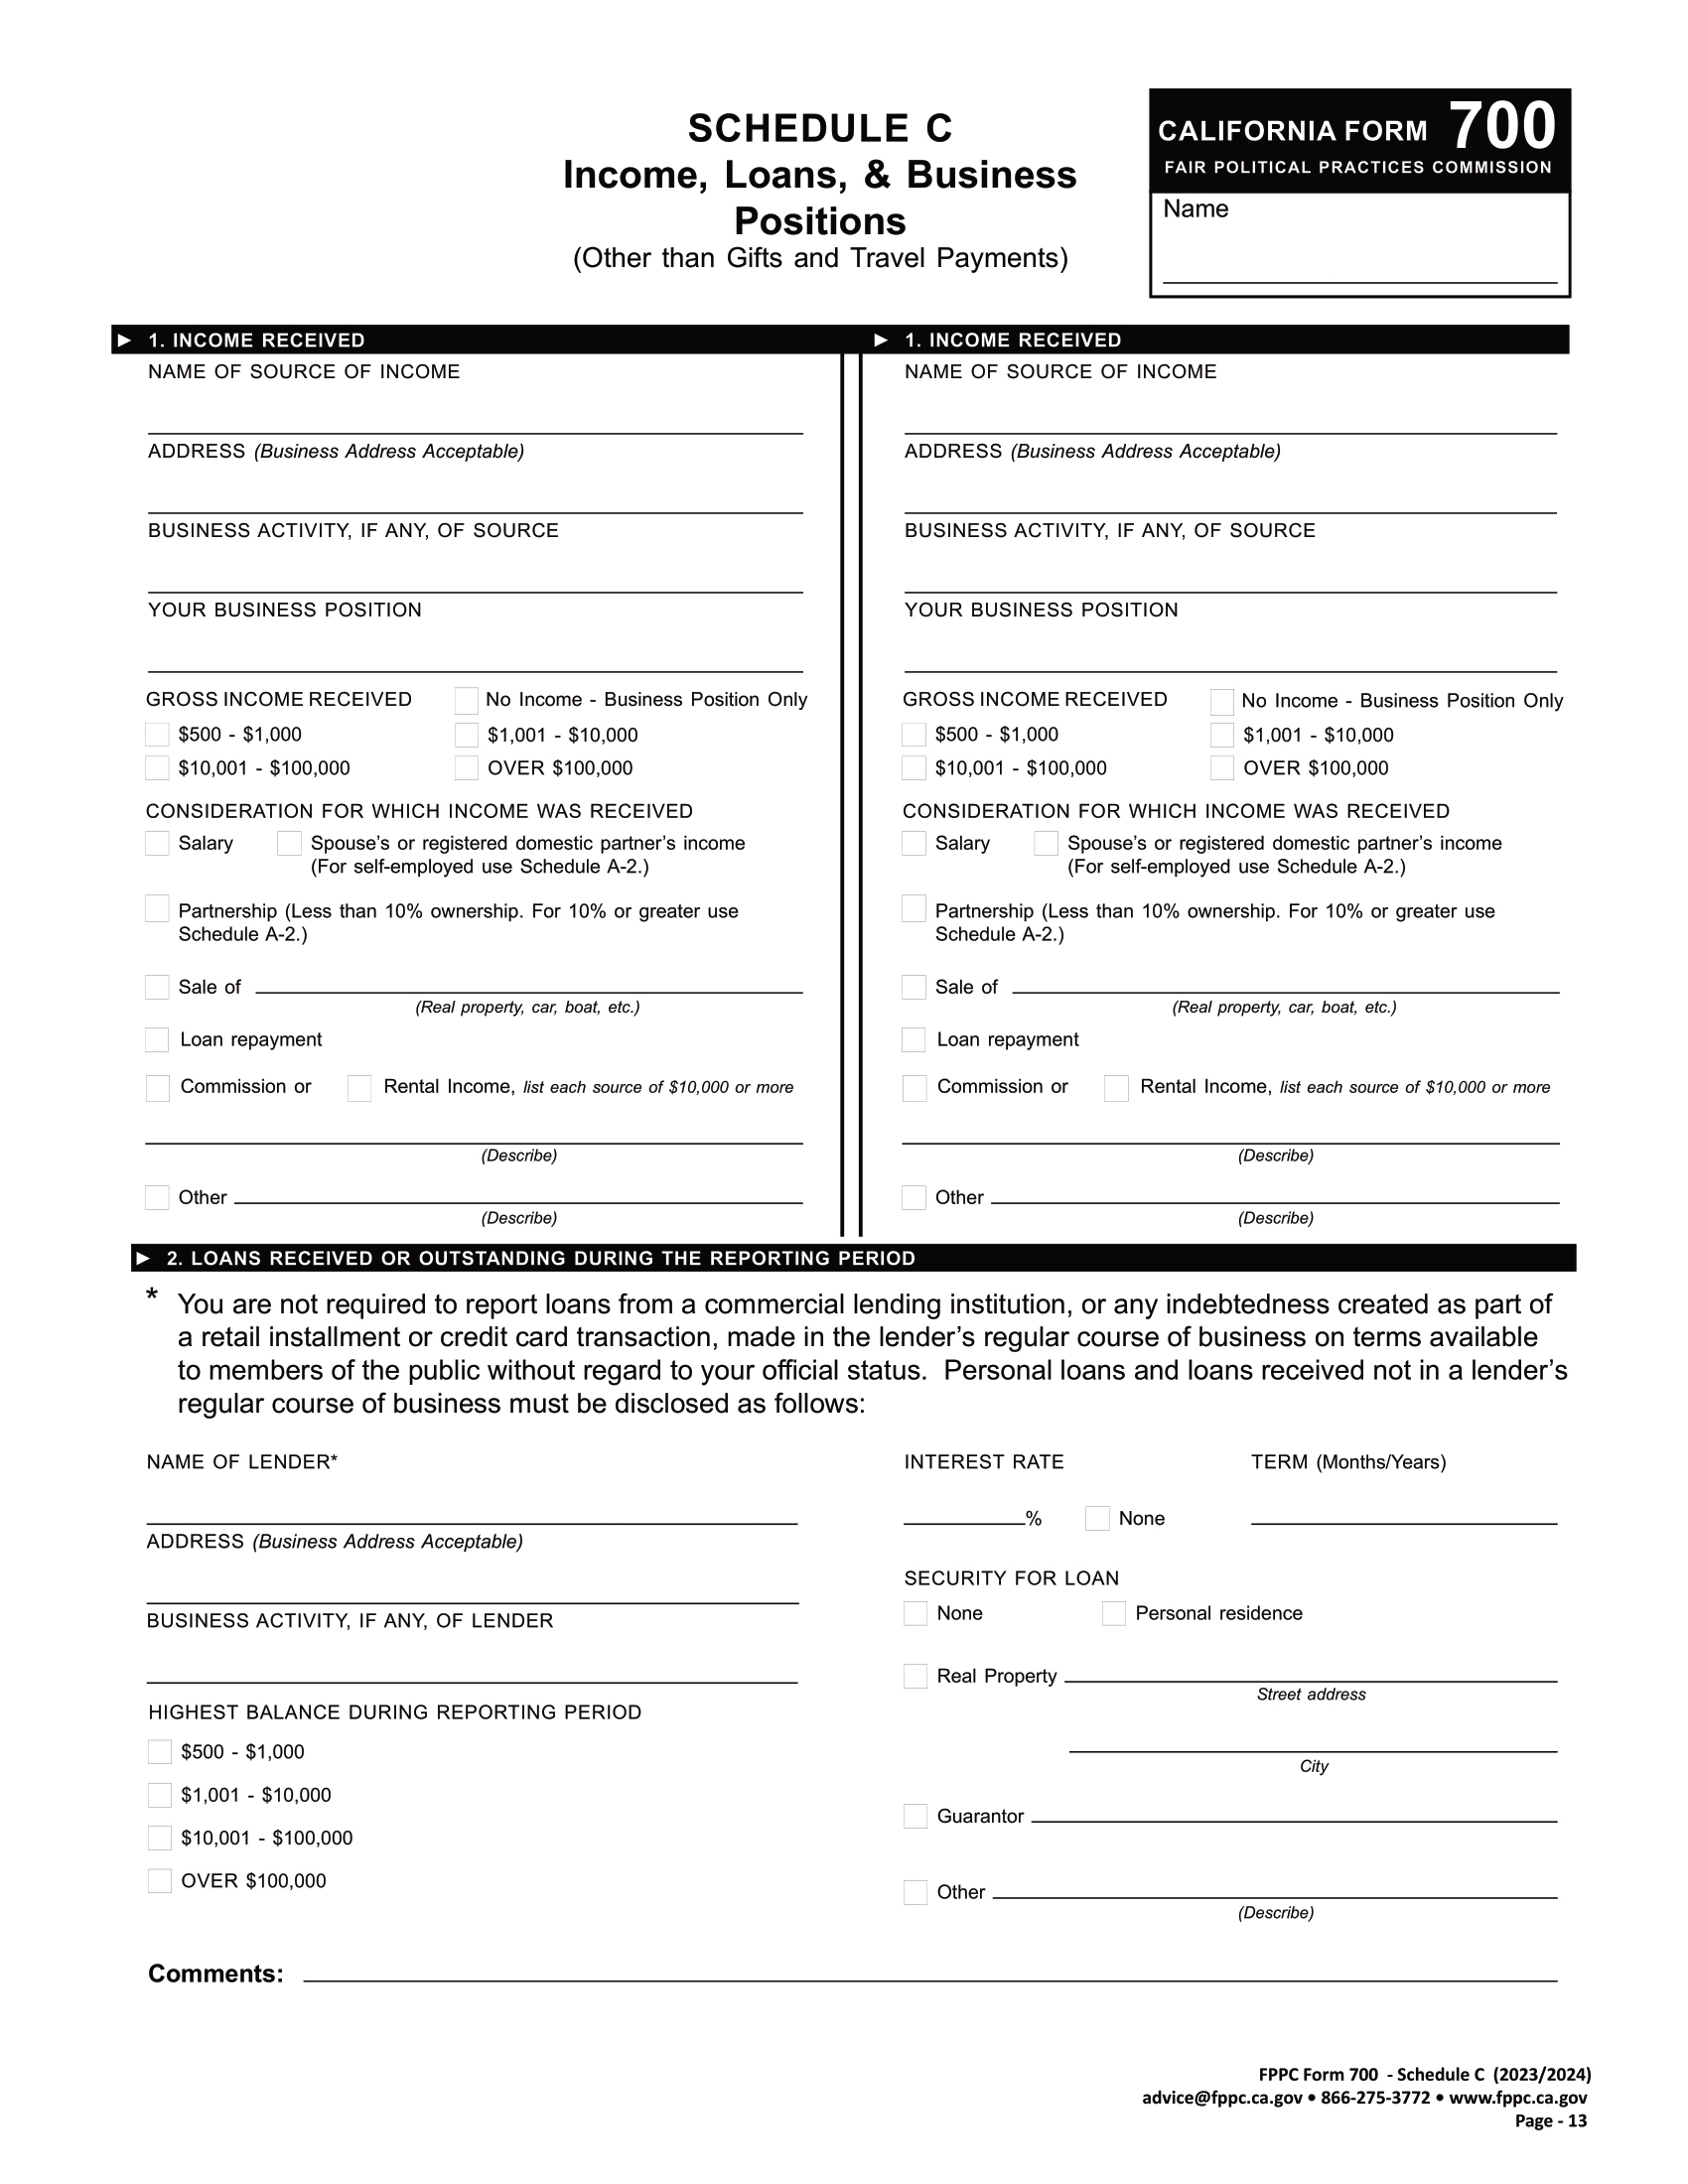 SCHEDULE C
Income, Loans, & Business
Positions
(Other than Gifts and Travel Payments)
CALIFORNIA FORM 700
FAIR POLITICAL PRACTICES COMMISSION
Name
► 1. INCOME RECEIVED
NAME OF SOURCE OF INCOME
ADDRESS (Business Address Acceptable)
BUSINESS ACTIVITY, IF ANY, OF SOURCE
YOUR BUSINESS POSITION
GROSS INCOME RECEIVED No Income - Business Position Only
$500 - $1,000 $1,001 - $10,000
$10,001 - $100,000 OVER $100,000
CONSIDERATION FOR WHICH INCOME WAS RECEIVED
Salary Spouse’s or registered domestic partner’s income
(For self-employed use Schedule A-2.)
Partnership (Less than 10% ownership. For 10% or greater use
Schedule A-2.)
Sale of
(Real property, car, boat, etc.)
Loan repayment
Commission or Rental Income, list each source of $10,000 or more
(Describe)
Other
(Describe)
► 1. INCOME RECEIVED
NAME OF SOURCE OF INCOME
ADDRESS (Business Address Acceptable)
BUSINESS ACTIVITY, IF ANY, OF SOURCE
YOUR BUSINESS POSITION
GROSS INCOME RECEIVED No Income - Business Position Only
$500 - $1,000 $1,001 - $10,000
$10,001 - $100,000 OVER $100,000
CONSIDERATION FOR WHICH INCOME WAS RECEIVED
Salary Spouse’s or registered domestic partner’s income
(For self-employed use Schedule A-2.)
Partnership (Less than 10% ownership. For 10% or greater use
Schedule A-2.)
Sale of
(Real property, car, boat, etc.)
Loan repayment
Commission or Rental Income, list each source of $10,000 or more
(Describe)
Other
(Describe)
► 2. LOANS RECEIVED OR OUTSTANDING DURING THE REPORTING PERIOD
* You are not required to report loans from a commercial lending institution, or any indebtedness created as part of
a retail installment or credit card transaction, made in the lender’s regular course of business on terms available
to members of the public without regard to your official status. Personal loans and loans received not in a lender’s
regular course of business must be disclosed as follows:
NAME OF LENDER*
ADDRESS (Business Address Acceptable)
BUSINESS ACTIVITY, IF ANY, OF LENDER
HIGHEST BALANCE DURING REPORTING PERIOD
$500 - $1,000
$1,001 - $10,000
$10,001 - $100,000
OVER $100,000
INTEREST RATE TERM (Months/Years)
% None
SECURITY FOR LOAN
None Personal residence
Real Property
Street address
City
Guarantor
Other
(Describe)
Comments:
FPPC Form 700 - Schedule C (2023/2024)
advice@fppc.ca.gov • 866-275-3772 • www.fppc.ca.gov
Page - 13